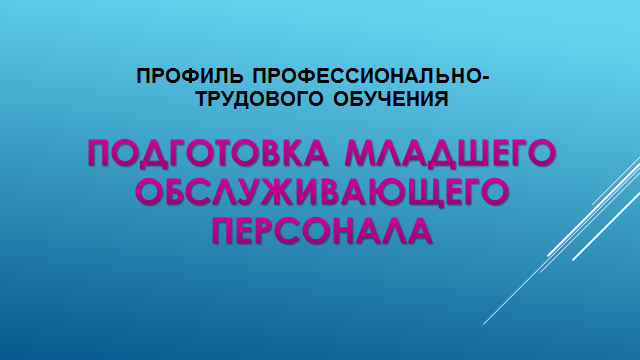 ПРОФИЛЬ ПРОФЕССИОНАЛЬНО-
ТРУДОВОГО ОБУЧЕНИЯ
ПОДГОТОВКА МЛАДШЕГО
ОБСЛУЖИВАЮЩЕГО
ПЕРСОНАЛА